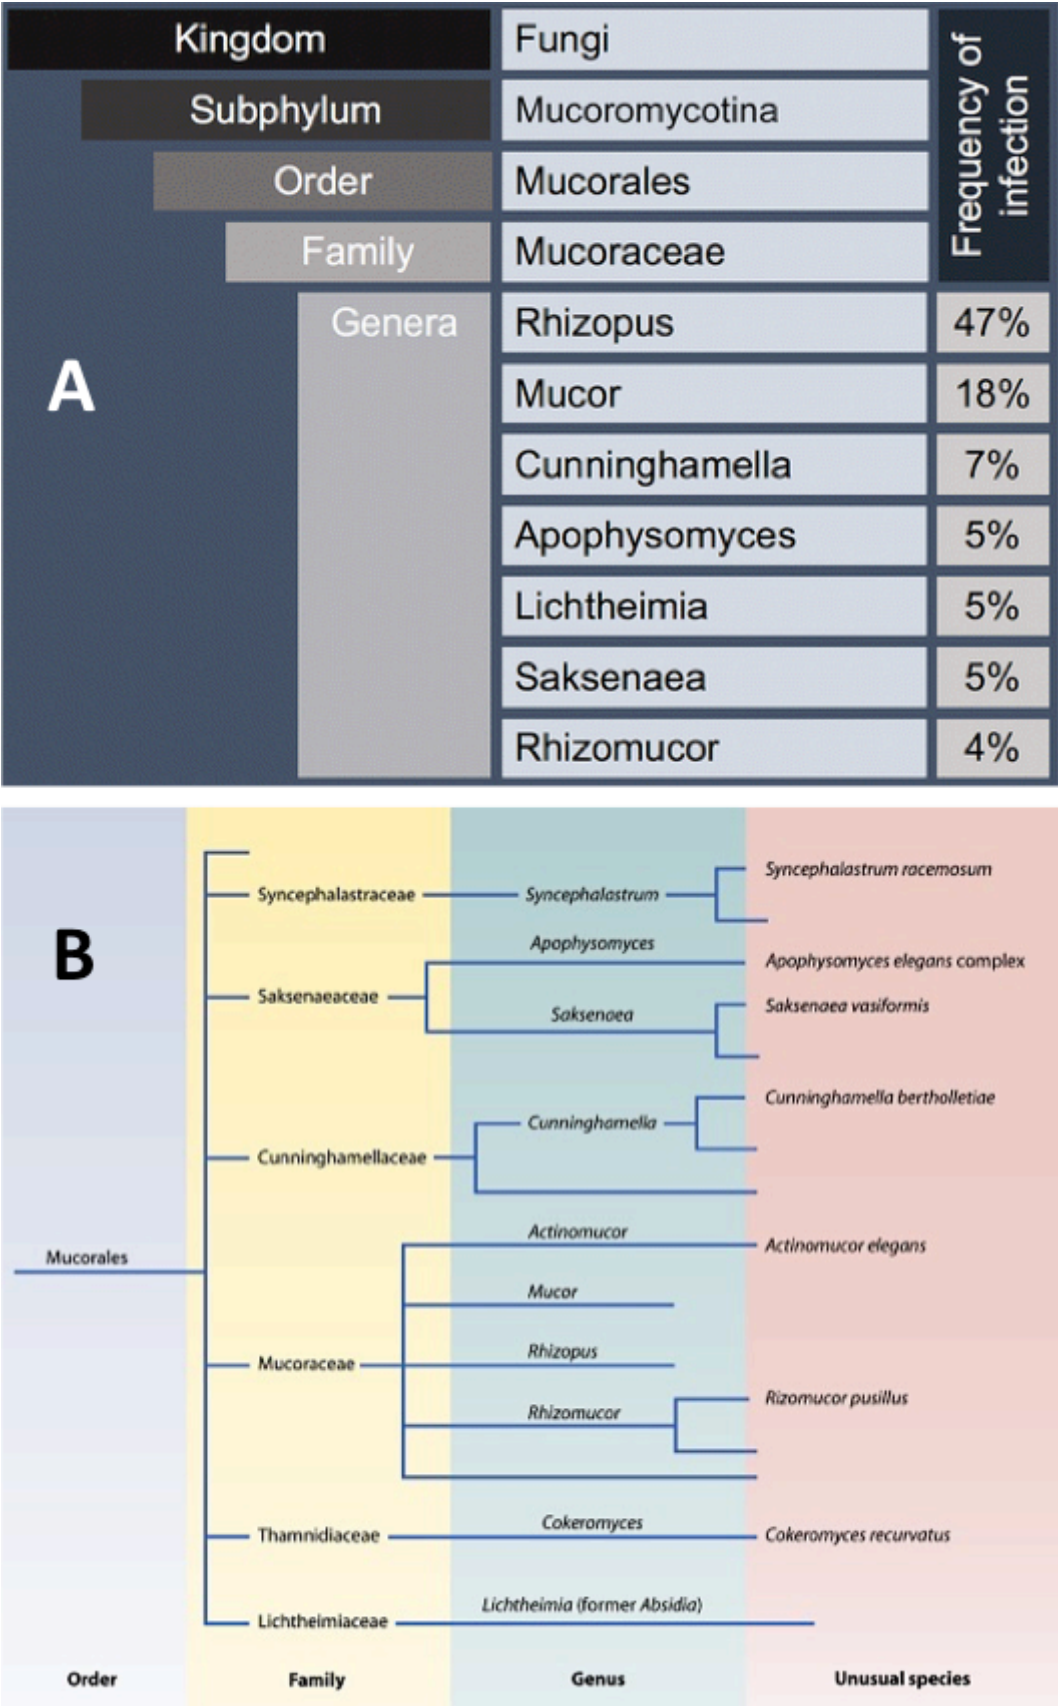 Kingdom Fungi
Subphylum Mucoromycotina
Order Mucorales
Family Mucoraceae
Frequency of
infection
Genera Rhizopus 47%
A
Mucor 18%
Cunninghamella 7%
Apophysomyces 5%
Lichtheimia 5%
Saksenaea 5%
Rhizomucor 4%
B
Syncephalastrum racemosum
Syncephalastraceae Syncephalastrum
Apophysomyces
Apophysomyces elegans complex
Saksenaeaceae
Saksenaea
Saksenaea vasiformis
Cunninghamella bertholletiae
Cunninghamella
Cunninghamellaceae
Actinomucor
Actinomucor elegans
Mucorales
Mucor
Rhizopus
Mucoraceae
Rizomucor pusillus
Rhizomucor
Cokeromyces
Thamnidiaceae Cokeromyces recurvatus
Lichtheimia (former Absidia)
Lichtheimiaceae
Order Family Genus Unusual species